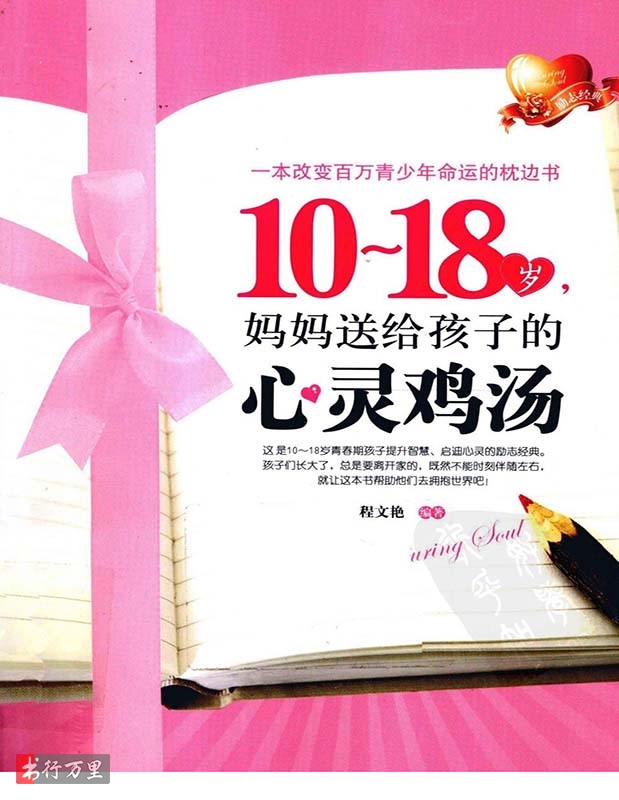 励志经典
一本改变百万青少年命运的枕边书
10~18岁，
妈妈送给孩子的
心灵鸡汤
这是10～18岁青春期孩子提升智慧、启迪心灵的励志经典。
孩子们长大了，总是要离开家的，既然不能时刻伴随左右，
就让这本书帮助他们去拥抱世界吧！
程文艳 编著
uring Soul
书行万里